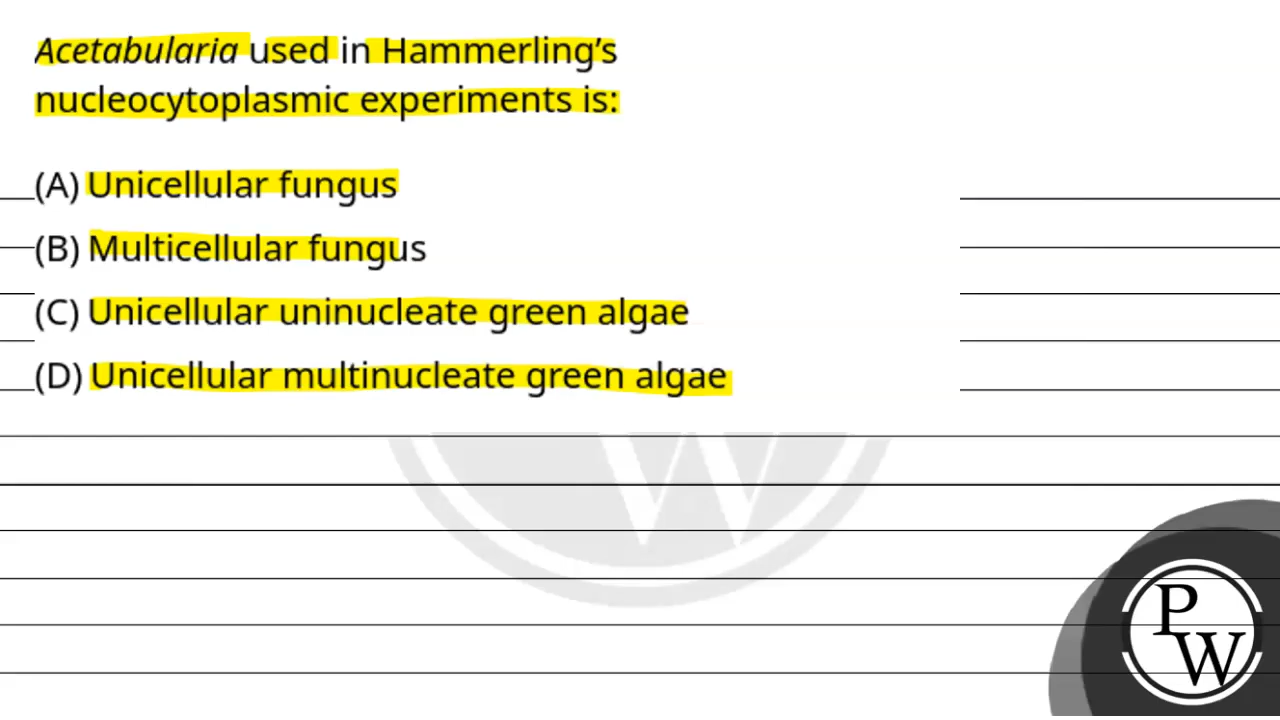 Acetabularia used in Hammerling’s
nucleocytoplasmic experiments is:
(A) Unicellular fungus
(B) Multicellular fungus
(C) Unicellular uninucleate green algae
(D) Unicellular multinucleate green algae
W
P
W